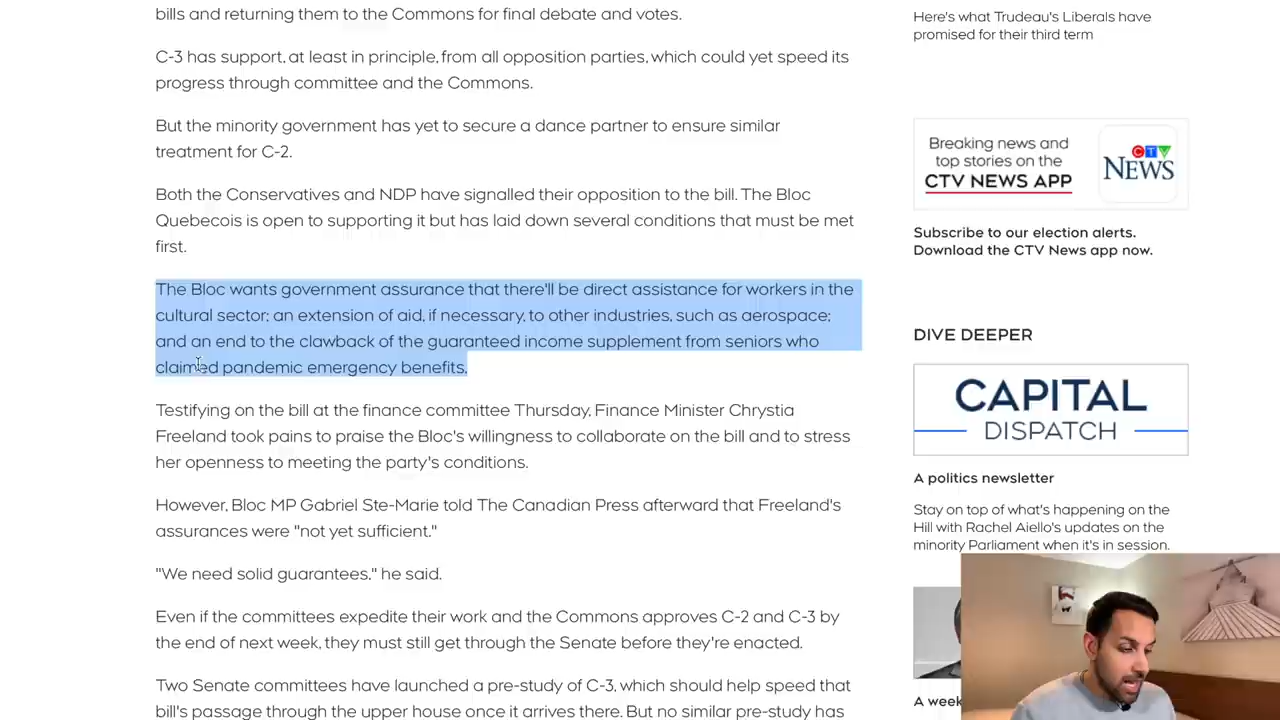 bills and returning them to the Commons for final debate and votes.
C-3 has support, at least in principle, from all opposition parties, which could yet speed its
progress through committee and the Commons.
But the minority government has yet to secure a dance partner to ensure similar
treatment for C-2.
Both the Conservatives and NDP have signalled their opposition to the bill. The Bloc
Quebecois is open to supporting it but has laid down several conditions that must be met
first.
The Bloc wants government assurance that there'll be direct assistance for workers in the
cultural sector; an extension of aid, if necessary, to other industries, such as aerospace;
and an end to the clawback of the guaranteed income supplement from seniors who
claimed pandemic emergency benefits.
Testifying on the bill at the finance committee Thursday, Finance Minister Chrystia
Freeland took pains to praise the Bloc's willingness to collaborate on the bill and to stress
her openness to meeting the party's conditions.
However, Bloc MP Gabriel Ste-Marie told The Canadian Press afterward that Freeland's
assurances were "not yet sufficient."
"We need solid guarantees," he said.
Even if the committees expedite their work and the Commons approves C-2 and C-3 by
the end of next week, they must still get through the Senate before they're enacted.
Two Senate committees have launched a pre-study of C-3, which should help speed that
bill's passage through the upper house once it arrives there. But no similar pre-study has
Here's what Trudeau's Liberals have
promised for their third term
Breaking news and
top stories on the
CTV NEWS APP
CTV
NEWS
Subscribe to our election alerts.
Download the CTV News app now.
DIVE DEEPER
CAPITAL
DISPATCH
A politics newsletter
Stay on top of what's happening on the
Hill with Rachel Aiello's updates on the
minority Parliament when it's in session.
A week